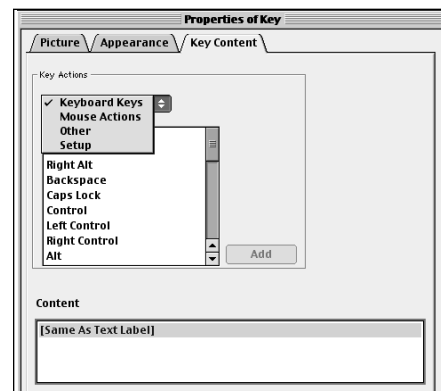 Properties of Key
Picture Appearance Key Content
Key Actions
✓ Keyboard Keys
Mouse Actions
Other
Setup
Right Alt
Backspace
Caps Lock
Control
Left Control
Right Control
Alt
Add
Content
[Same As Text Label]